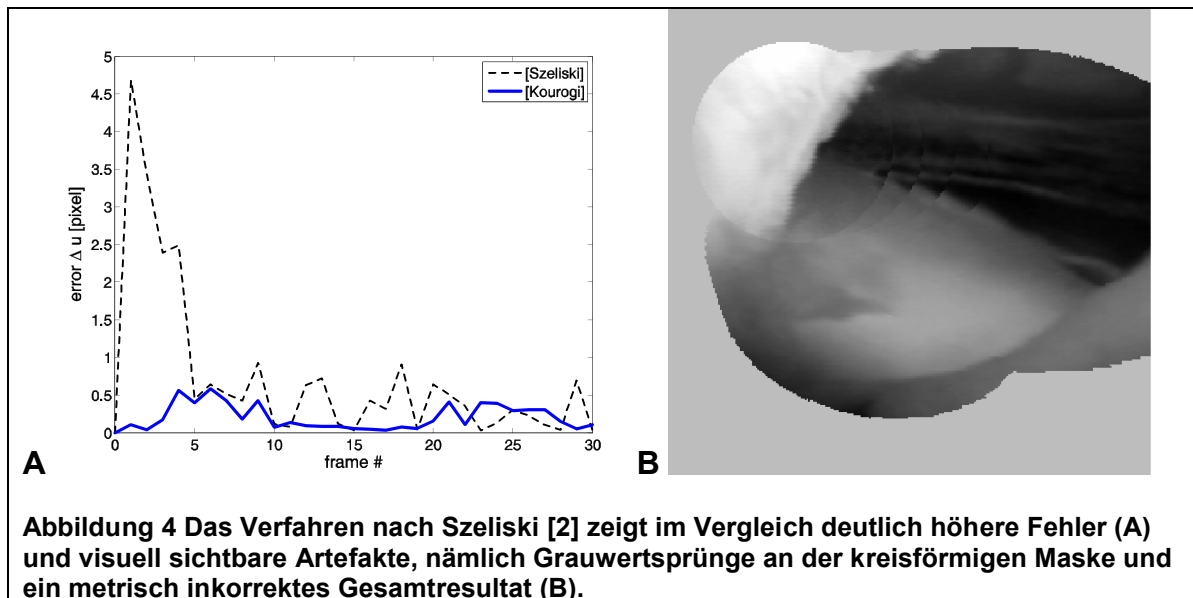 5
4.5
4
3.5
3
2.5
2
1.5
1
0.5
0
error Δ u [pixel]
[Szeliski]
[Kourogi]
0 5 10 15 20 25 30
frame #
A
B
Abbildung 4 Das Verfahren nach Szeliski [2] zeigt im Vergleich deutlich höhere Fehler (A)
und visuell sichtbare Artefakte, nämlich Grauwertsprünge an der kreisförmigen Maske und
ein metrisch inkorrektes Gesamtresultat (B).